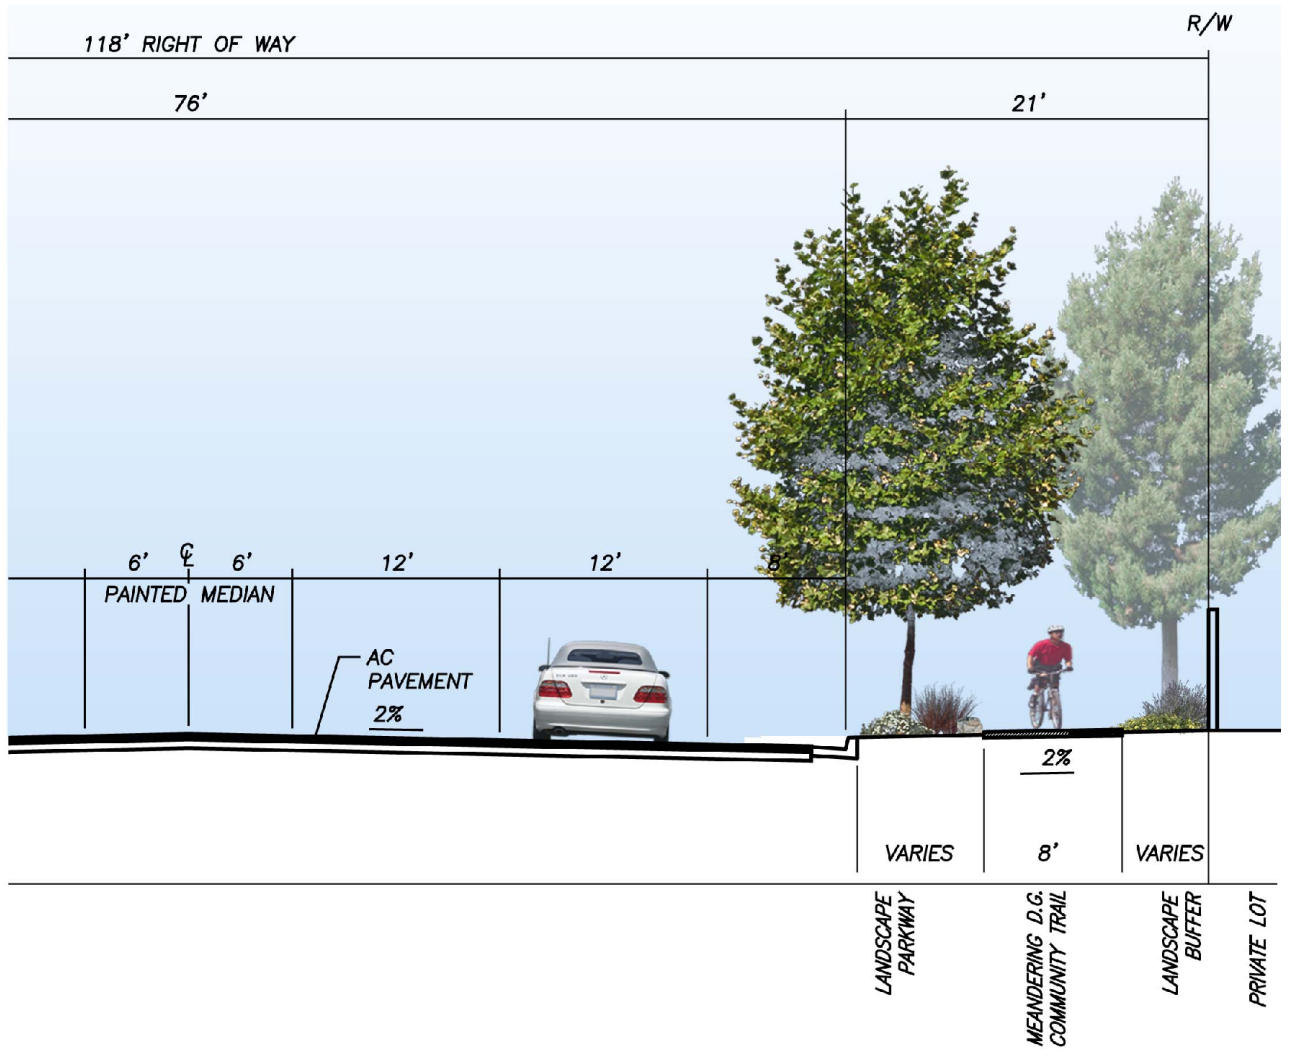 R/W
118' RIGHT OF WAY
76'
21'
6' ℄ 6'
12'
12'
8'
PAINTED MEDIAN
AC
PAVEMENT
2%
2%
VARIES
8'
VARIES
LANDSCAPE
PARKWAY
MEANDERING D.G.
COMMUNITY TRAIL
LANDSCAPE
BUFFER
PRIVATE LOT